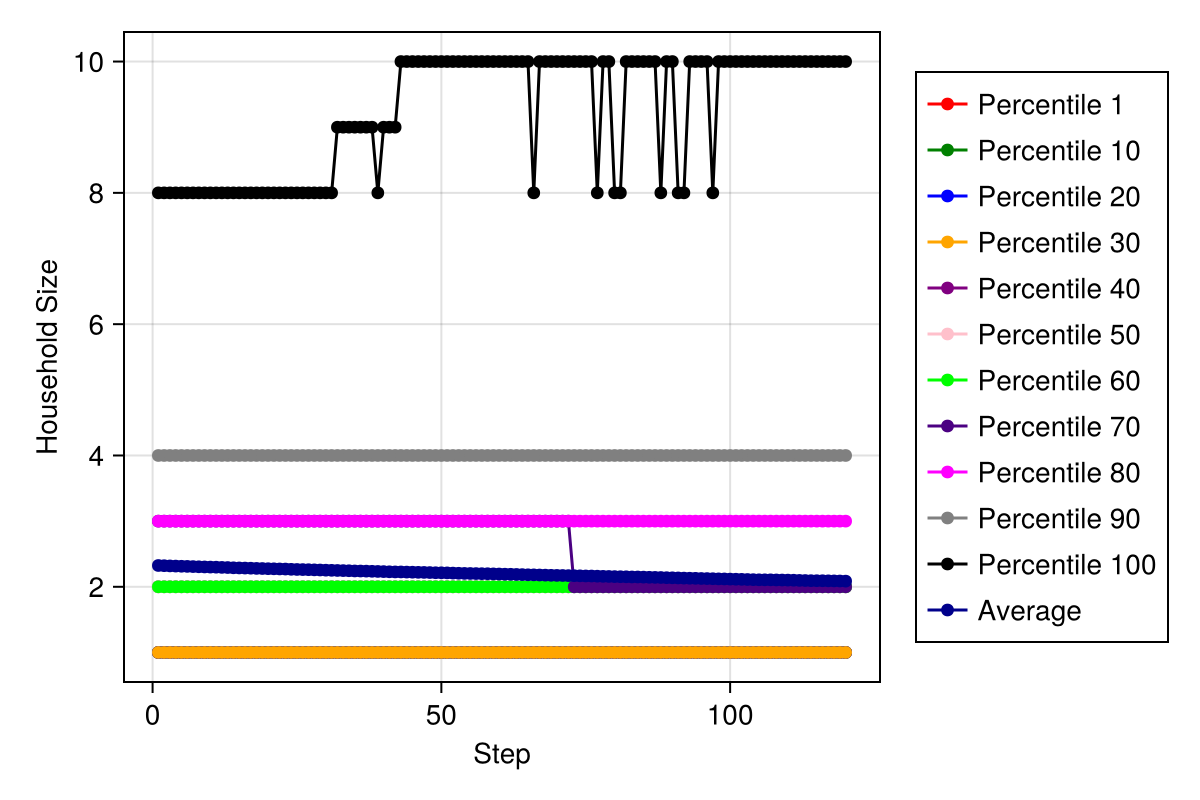 10
8
6
4
2
Household Size
0
50
100
Step
Percentile 1
Percentile 10
Percentile 20
Percentile 30
Percentile 40
Percentile 50
Percentile 60
Percentile 70
Percentile 80
Percentile 90
Percentile 100
Average